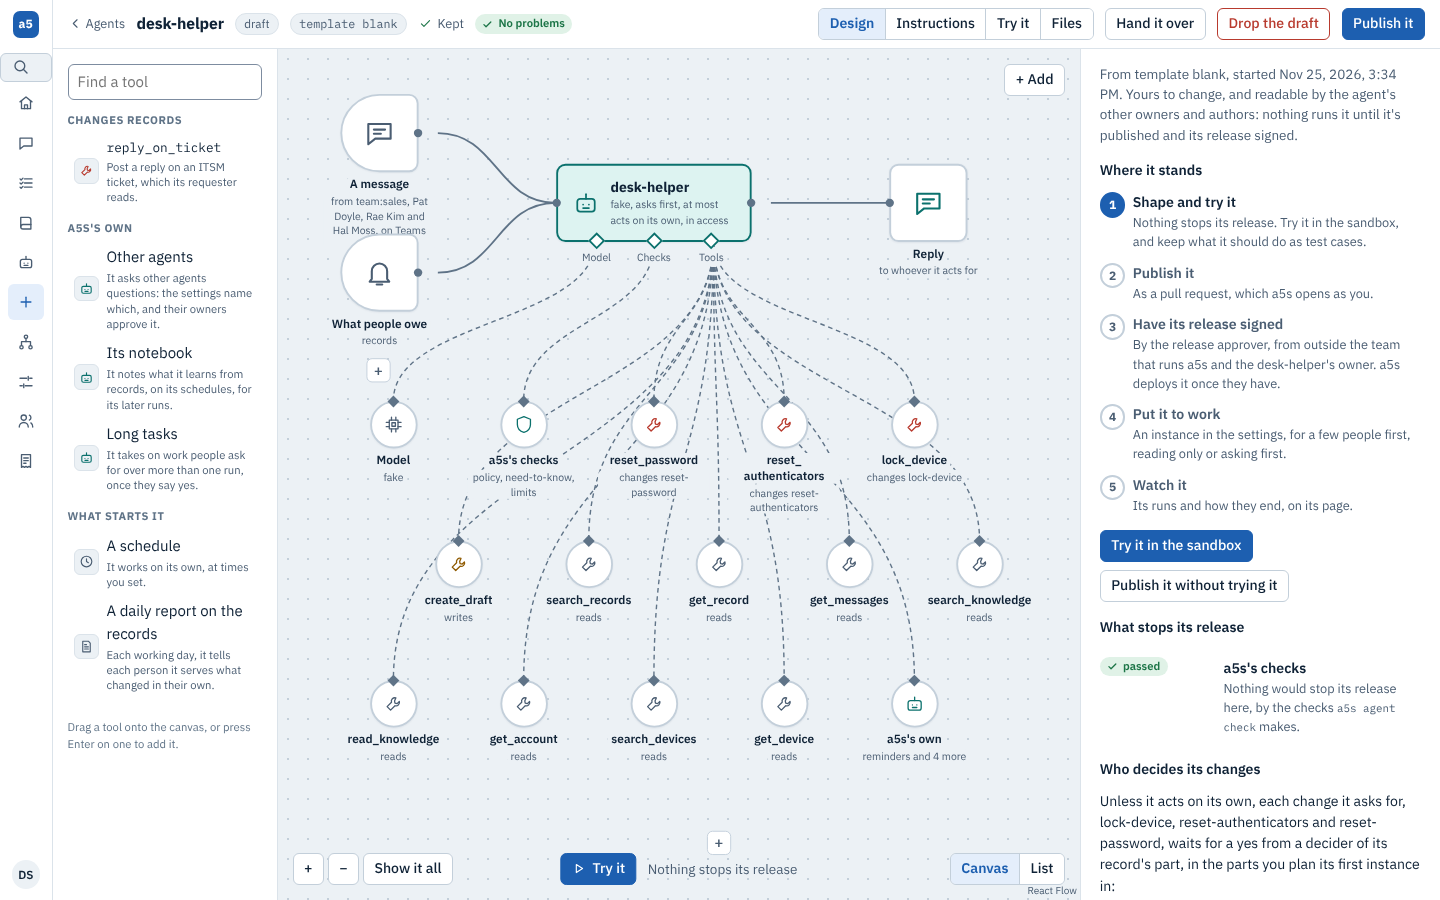 a5
Agents
desk-helper
draft
template blank
Kept
No problems
Design
Instructions
Try it
Files
Hand it over
Drop the draft
Publish it
Find a tool
CHANGES RECORDS
reply_on_ticket
Post a reply on an ITSM
ticket, which its requester
reads.
A5S'S OWN
Other agents
It asks other agents
questions: the settings name
which, and their owners
approve it.
Its notebook
It notes what it learns from
records, on its schedules, for
its later runs.
Long tasks
It takes on work people ask
for over more than one run,
once they say yes.
WHAT STARTS IT
A schedule
It works on its own, at times
you set.
A daily report on the
records
Each working day, it tells
each person it serves what
changed in their own.
Drag a tool onto the canvas, or press
Enter on one to add it.
DS
+ Add
A message
from team:sales, Pat
Doyle, Rae Kim and
Hal Moss, on Teams
What people owe
records
+
desk-helper
fake, asks first, at most
acts on its own, in access
Model
Checks
Tools
Reply
to whoever it acts for
Model
fake
a5s's checks
policy, need-to-know,
limits
reset_password
changes reset-
password
reset_
authenticators
changes reset-
authenticators
lock_device
changes lock-device
create_draft
writes
search_records
reads
get_record
reads
get_messages
reads
search_knowledge
reads
read_knowledge
reads
get_account
reads
search_devices
reads
get_device
reads
a5s's own
reminders and 4 more
+
+
−
Show it all
Try it
Nothing stops its release
Canvas
List
React Flow
From template blank, started Nov 25, 2026, 3:34
PM. Yours to change, and readable by the agent's
other owners and authors: nothing runs it until it's
published and its release signed.
Where it stands
1
Shape and try it
Nothing stops its release. Try it in the sandbox,
and keep what it should do as test cases.
2
Publish it
As a pull request, which a5s opens as you.
3
Have its release signed
By the release approver, from outside the team
that runs a5s and the desk-helper's owner. a5s
deploys it once they have.
4
Put it to work
An instance in the settings, for a few people first,
reading only or asking first.
5
Watch it
Its runs and how they end, on its page.
Try it in the sandbox
Publish it without trying it
What stops its release
passed
a5s's checks
Nothing would stop its release
here, by the checks a5s agent
check makes.
Who decides its changes
Unless it acts on its own, each change it asks for,
lock-device, reset-authenticators and reset-
password, waits for a yes from a decider of its
record's part, in the parts you plan its first instance
in: